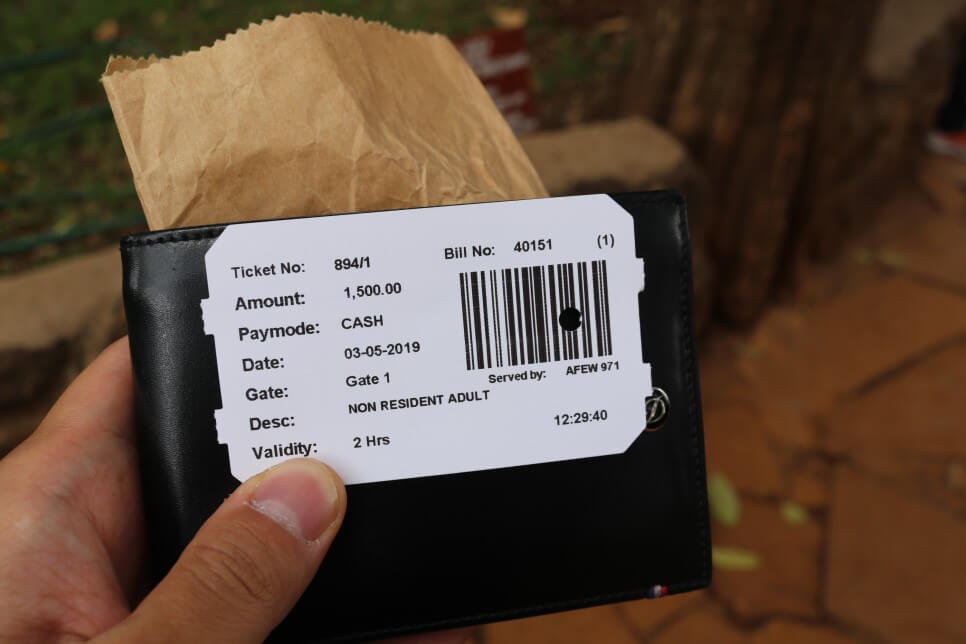 Ticket No: 894/1
Bill No: 40151 (1)
Amount: 1,500.00
Paymode: CASH
Date: 03-05-2019
Gate: Gate 1
Served by: AFEW 971
Desc: NON RESIDENT ADULT
Validity: 2 Hrs
12:29:40